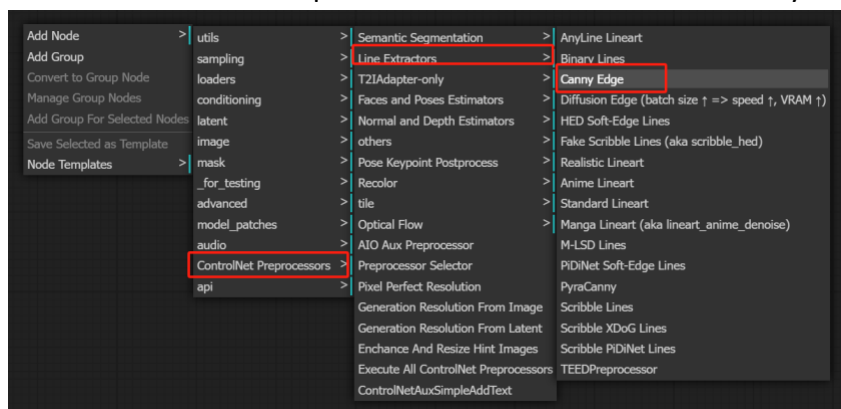 Add Node >
Add Group
Convert to Group Node
Manage Group Nodes
Add Group For Selected Nodes
Save Selected as Template
Node Templates >
utils >
sampling >
loaders >
conditioning >
latent >
image >
mask >
_for_testing >
advanced >
model_patches >
audio >
ControlNet Preprocessors >
api >
Semantic Segmentation >
Line Extractors >
T2IAdapter-only >
Faces and Poses Estimators >
Normal and Depth Estimators >
others >
Pose Keypoint Postprocess >
Recolor >
tile >
Optical Flow >
AIO Aux Preprocessor
Preprocessor Selector
Pixel Perfect Resolution
Generation Resolution From Image
Generation Resolution From Latent
Enchance And Resize Hint Images
Execute All ControlNet Preprocessors
ControlNetAuxSimpleAddText
AnyLine Lineart
Binary Lines
Canny Edge
Diffusion Edge (batch size ↑ => speed ↑, VRAM ↑)
HED Soft-Edge Lines
Fake Scribble Lines (aka scribble_hed)
Realistic Lineart
Anime Lineart
Standard Lineart
Manga Lineart (aka lineart_anime_denoise)
M-LSD Lines
PiDiNet Soft-Edge Lines
PyraCanny
Scribble Lines
Scribble XDoG Lines
Scribble PiDiNet Lines
TEEDPreprocessor